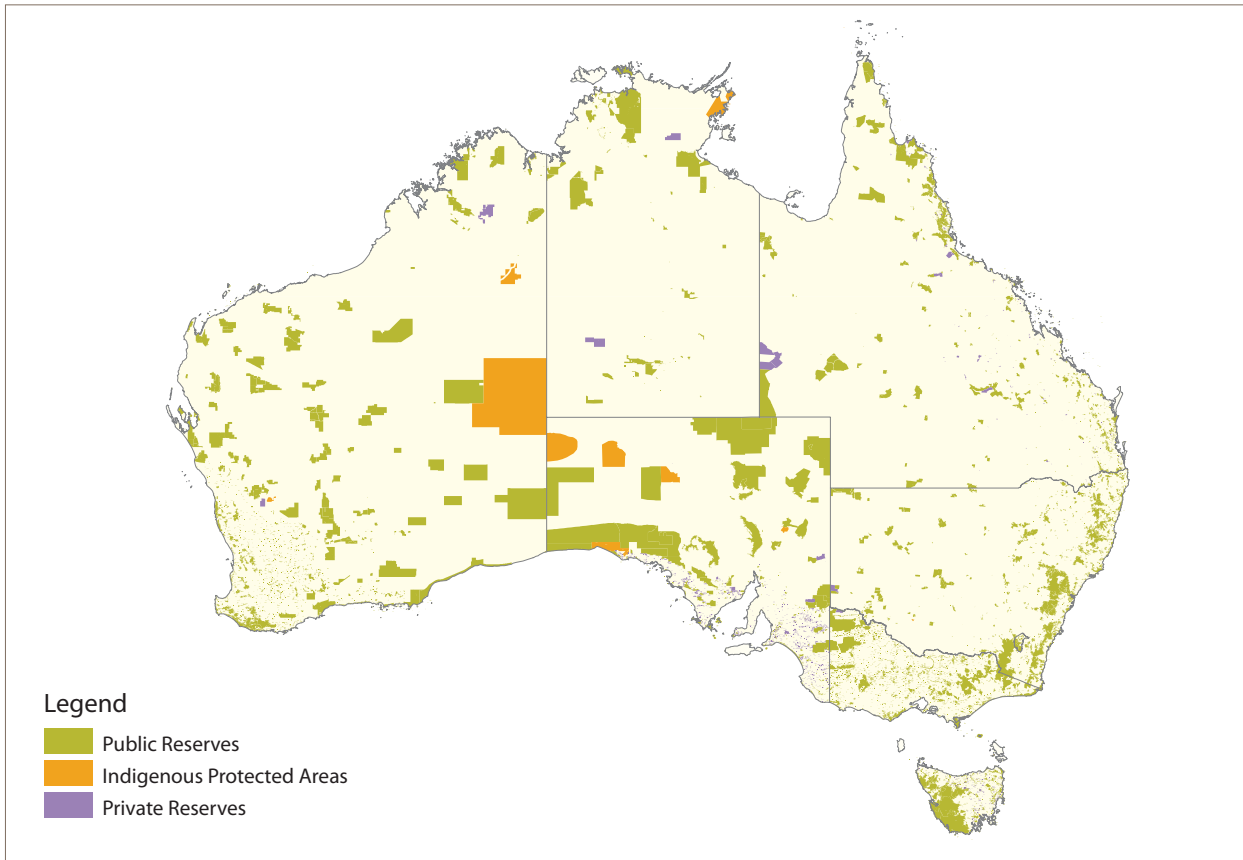 Legend
Public Reserves
Indigenous Protected Areas
Private Reserves